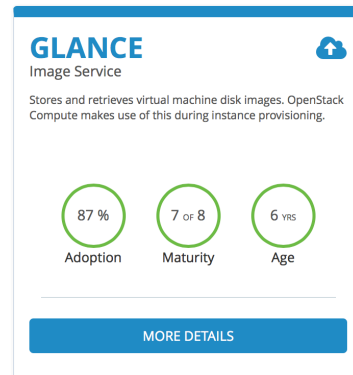 GLANCE
Image Service
Stores and retrieves virtual machine disk images. OpenStack
Compute makes use of this during instance provisioning.
87 %
7 OF 8
6 YRS
Adoption
Maturity
Age
MORE DETAILS